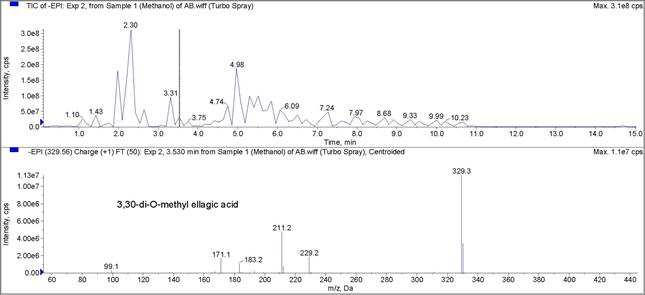 TIC of -EPI: Exp 2, from Sample 1 (Methanol) of AB.wiff (Turbo Spray) Max. 3.1e8 cps.
2.30
3.0e8
2.5e8
2.0e8
1.5e8
1.0e8
5.0e7
0.0
Intensity, cps
1.10
1.43
3.31
3.75
4.74
4.98
6.09
7.24
7.97
8.68
9.33
9.99
10.23
1.0 2.0 3.0 4.0 5.0 6.0 7.0 8.0 9.0 10.0 11.0 12.0 13.0 14.0 15.0
Time, min
-EPI (329.56) Charge (+1) FT (50): Exp 2, 3.530 min from Sample 1 (Methanol) of AB.wiff (Turbo Spray), Centroided Max. 1.1e7 cps.
329.3
1.13e7
1.00e7
8.00e6
6.00e6
4.00e6
2.00e6
0.00
Intensity, cps
3,30-di-O-methyl ellagic acid
99.1
171.1
183.2
211.2
229.2
60 80 100 120 140 160 180 200 220 240 260 280 300 320 340 360 380 400 420 440
m/z, Da